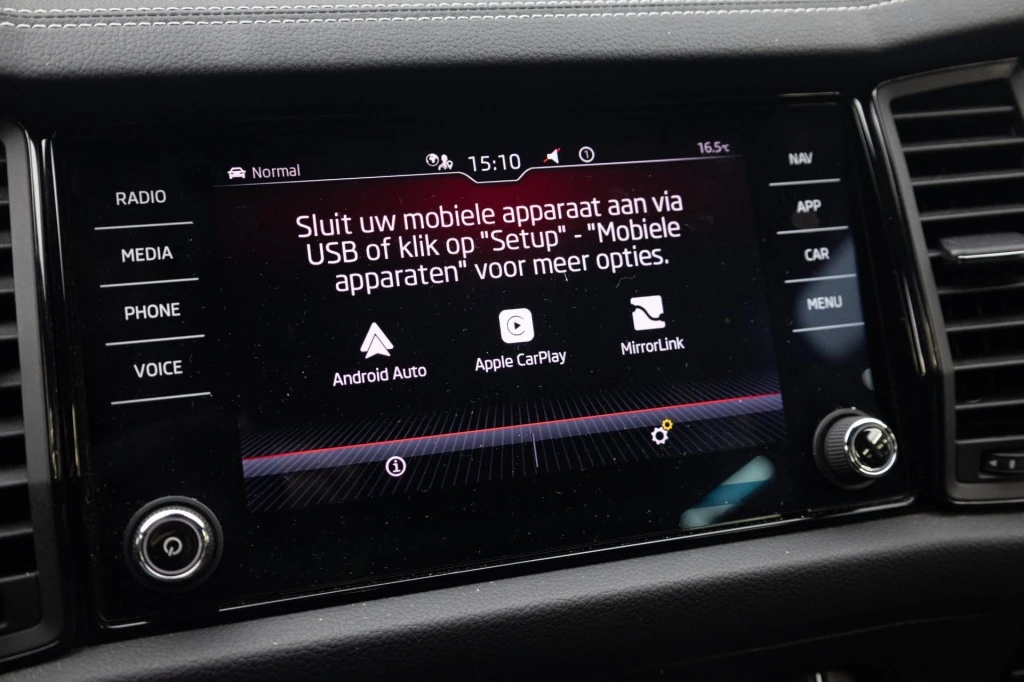 Normal
15:10
1
16.5°C
RADIO
MEDIA
PHONE
VOICE
Sluit uw mobiele apparaat aan via
USB of klik op "Setup" - "Mobiele
apparaten" voor meer opties.
Android Auto
Apple CarPlay
MirrorLink
NAV
APP
CAR
MENU